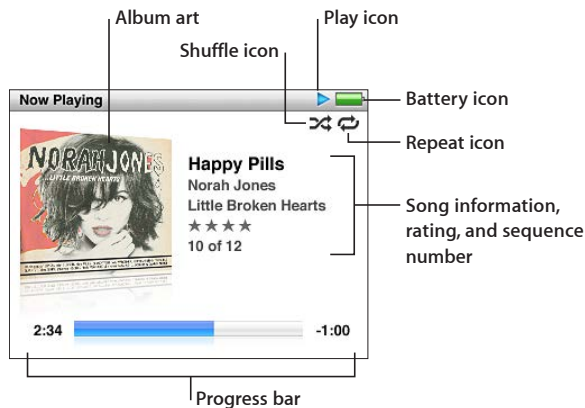 Album art
Play icon
Shuffle icon
Now Playing
Battery icon
Repeat icon
NORAH JONES
...LITTLE BROKEN HEARTS
Happy Pills
Norah Jones
Little Broken Hearts
★★★★
10 of 12
Song information,
rating, and sequence
number
2:34
-1:00
Progress bar